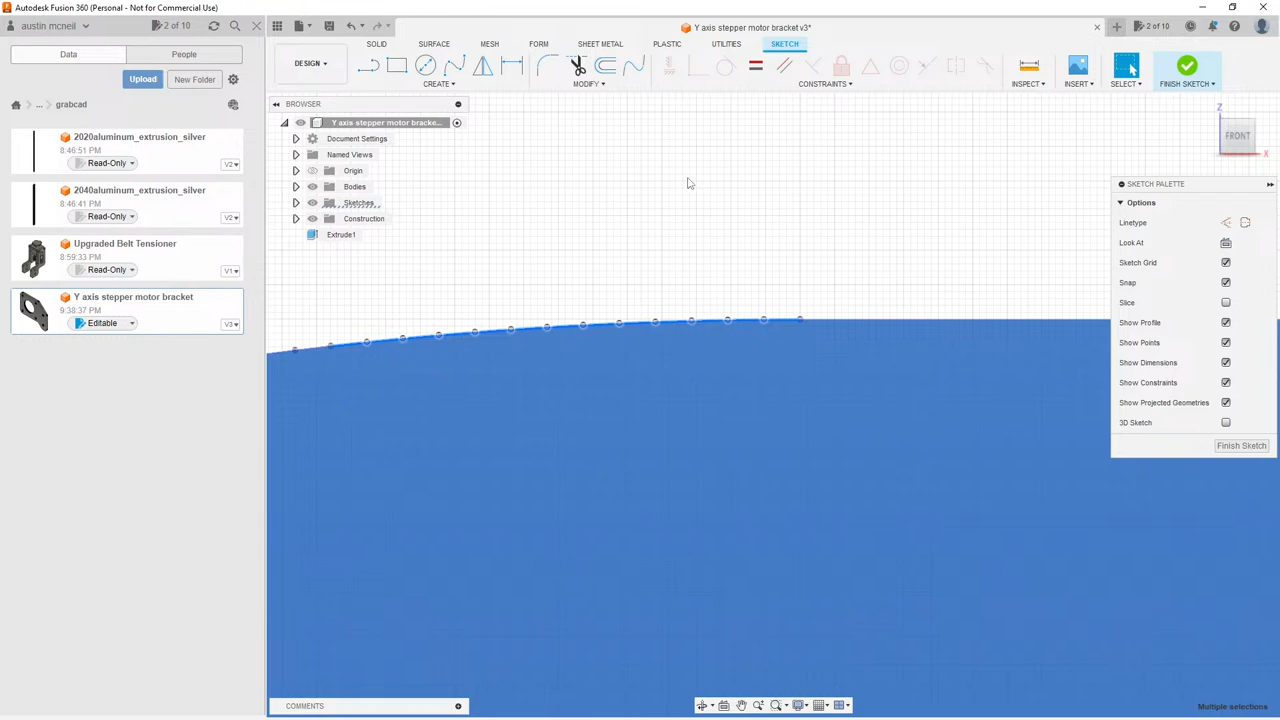 Autodesk Fusion 360 (Personal - Not for Commercial Use)
austin mcneil
2 of 10
Y axis stepper motor bracket v3*
2 of 10
Data
People
Upload
New Folder
... grabcad
2020aluminum_extrusion_silver
8:46:51 PM
Read-Only
V2
2040aluminum_extrusion_silver
8:46:41 PM
Read-Only
V2
Upgraded Belt Tensioner
8:59:33 PM
Read-Only
V1
Y axis stepper motor bracket
9:38:37 PM
Editable
V3
DESIGN
SOLID SURFACE MESH FORM SHEET METAL PLASTIC UTILITIES SKETCH
CREATE MODIFY CONSTRAINTS INSPECT INSERT SELECT FINISH SKETCH
BROWSER
Y axis stepper motor bracke...
Document Settings
Named Views
Origin
Bodies
Sketches
Construction
Extrude1
Z
FRONT
X
SKETCH PALETTE
Options
Linetype
Look At
Sketch Grid
Snap
Slice
Show Profile
Show Points
Show Dimensions
Show Constraints
Show Projected Geometries
3D Sketch
Finish Sketch
COMMENTS
Multiple selections